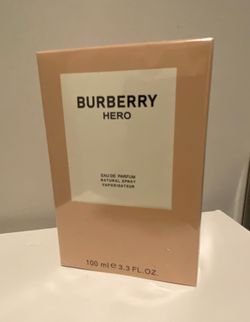 BURBERRY
HERO
EAU DE PARFUM
NATURAL SPRAY
VAPORISATEUR
100 ml ℮ 3.3 FL.OZ.